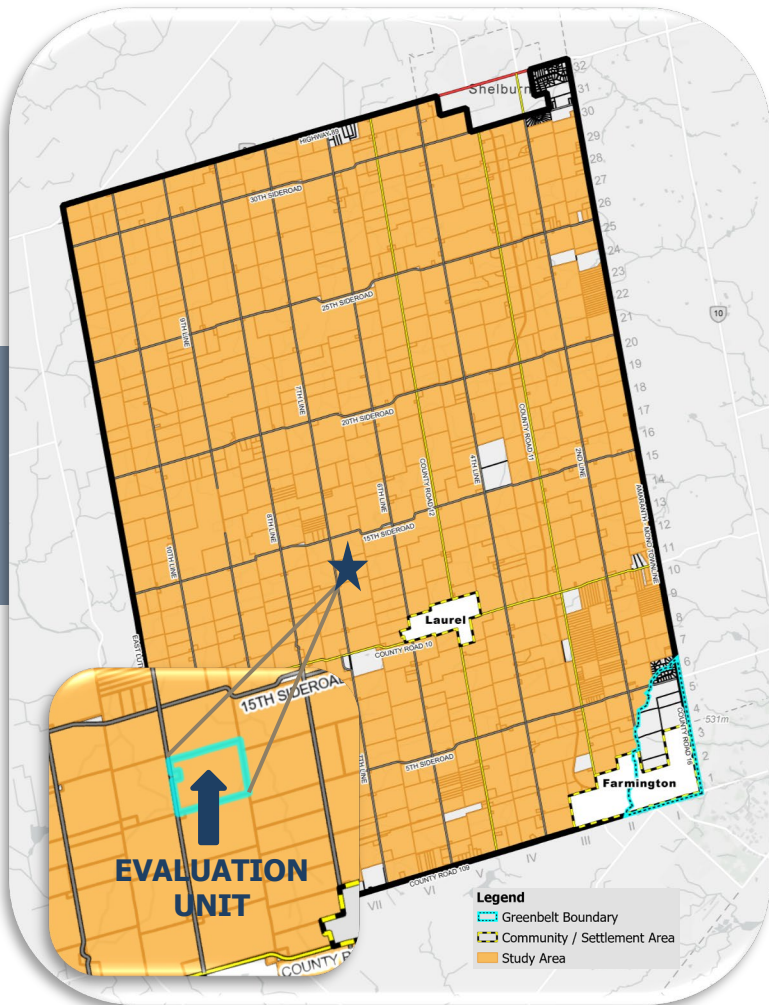 Shelburn
32
31
30
29
28
27
26
25
24
23
22
21
20
19
18
17
16
15
14
13
12
11
10
9
8
7
6
5
4
3
2
1
HIGHWAY 89
30TH SIDEROAD
25TH SIDEROAD
10
9TH LINE
7TH LINE
20TH SIDEROAD
COUNTY ROAD 11
COUNTY ROAD 12
4TH LINE
2ND LINE
6TH LINE
AMARANTH - MONO TOWNLINE
8TH LINE
15TH SIDEROAD
10TH LINE
Laurel
EAST LUT
COUNTY ROAD 10
15TH SIDEROAD
COUNTY ROAD 16
531m
5TH SIDEROAD
Farmington
EVALUATION
UNIT
COUNTY ROAD 109
VII
VI
V
IV
III
II
I
COUNTY R
Legend
Greenbelt Boundary
Community / Settlement Area
Study Area